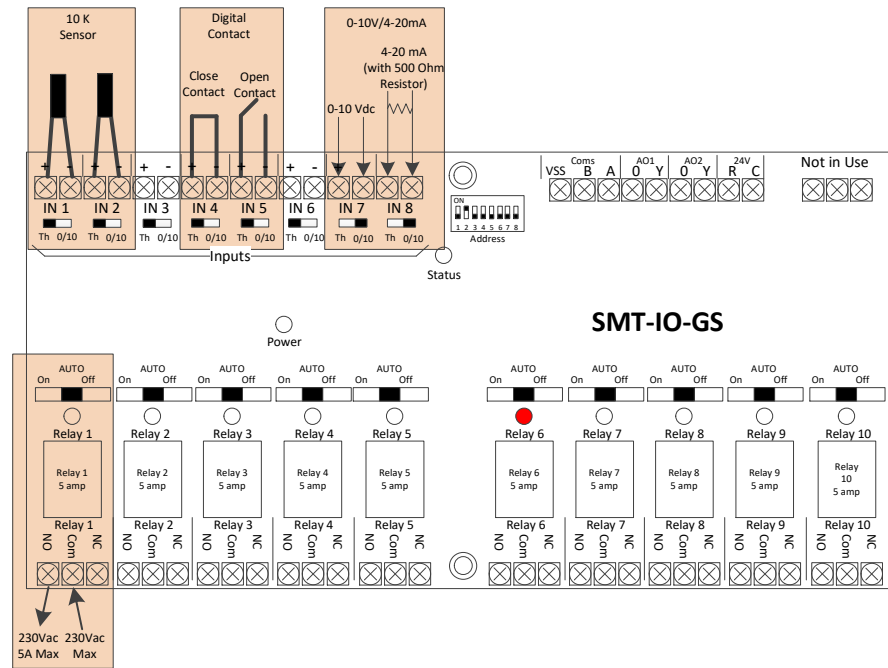 10 K
Sensor
Digital
Contact
0-10V/4-20mA
Close
Contact
Open
Contact
4-20 mA
(with 500 Ohm
Resistor)
0-10 Vdc
+ - + - + - + - + - + - +
IN 1 IN 2 IN 3 IN 4 IN 5 IN 6 IN 7 IN 8
Th 0/10 Th 0/10 Th 0/10 Th 0/10 Th 0/10 Th 0/10 Th 0/10 Th 0/10
Inputs
ON
1 2 3 4 5 6 7 8
Address
Status
Coms AO1 AO2 24V
VSS B A 0 Y 0 Y R C
Not in Use
Power
SMT-IO-GS
AUTO AUTO AUTO AUTO AUTO AUTO AUTO AUTO AUTO AUTO
On Off On Off On Off On Off On Off On Off On Off On Off On Off On Off
Relay 1 Relay 2 Relay 3 Relay 4 Relay 5 Relay 6 Relay 7 Relay 8 Relay 9 Relay 10
Relay 1
5 amp
Relay 2
5 amp
Relay 3
5 amp
Relay 4
5 amp
Relay 5
5 amp
Relay 6
5 amp
Relay 7
5 amp
Relay 8
5 amp
Relay 9
5 amp
Relay
10
5 amp
Relay 1 Relay 2 Relay 3 Relay 4 Relay 5 Relay 6 Relay 7 Relay 8 Relay 9 Relay 10
NO Com NC NO Com NC NO Com NC NO Com NC NO Com NC NO Com NC NO Com NC NO Com NC NO Com NC NO Com NC
230Vac
5A Max
230Vac
Max